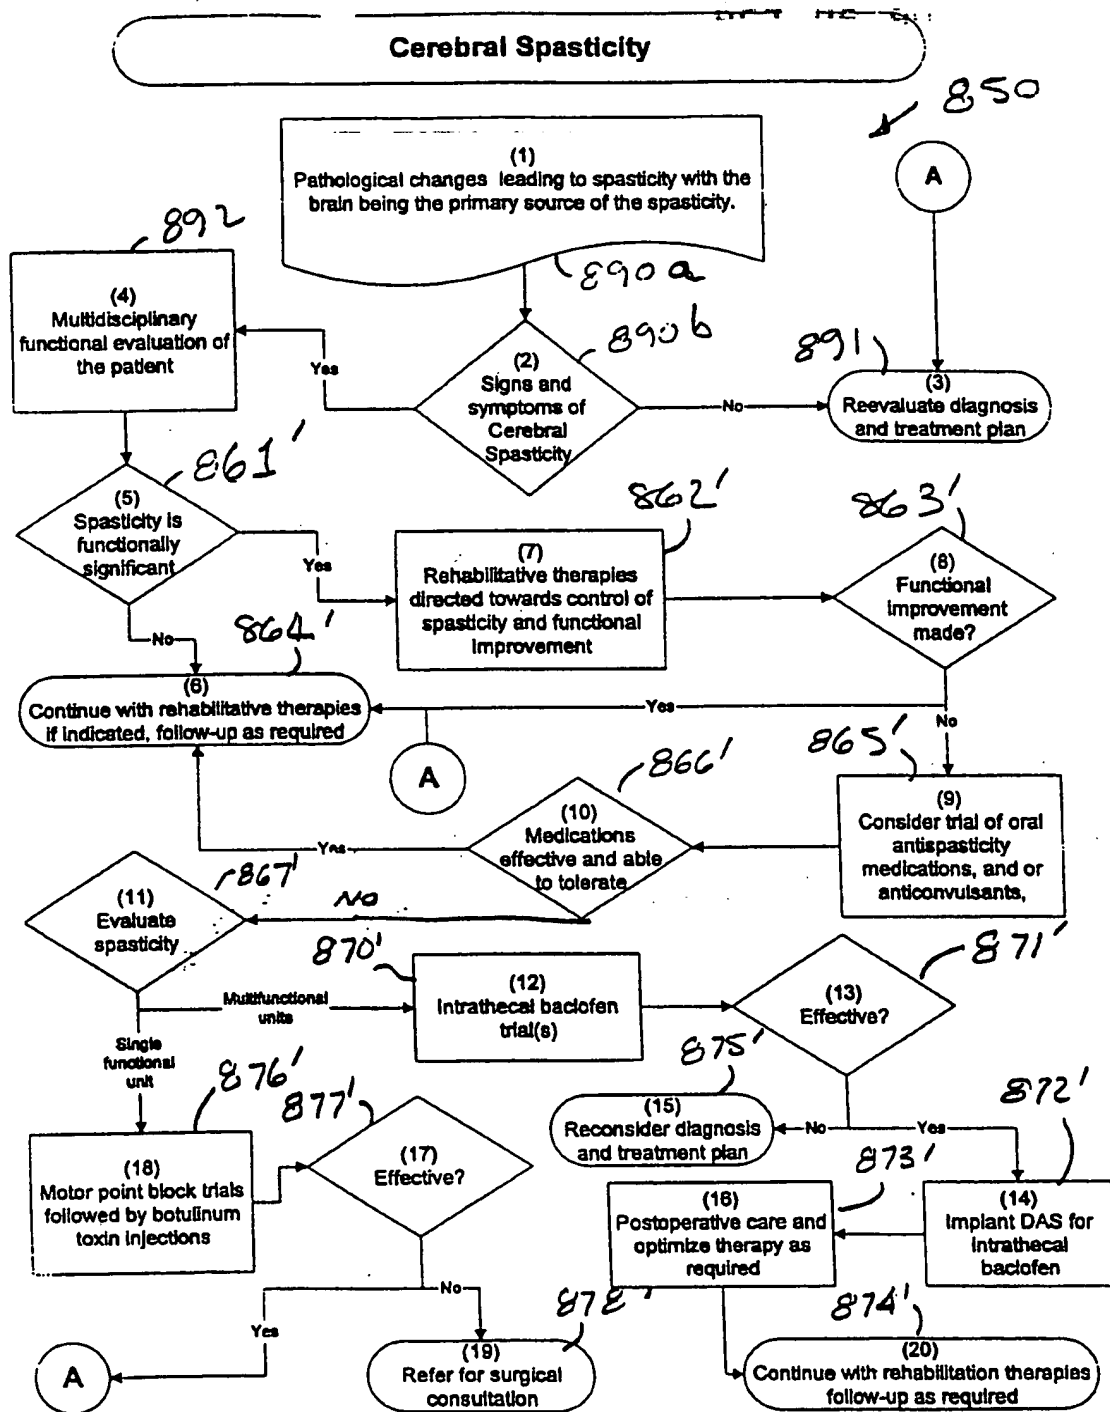 Cerebral Spasticity
850
(1)
Pathological changes leading to spasticity with the
brain being the primary source of the spasticity.
A
892
890a
(4)
Multidisciplinary
functional evaluation of
the patient
Yes
890b
(2)
Signs and
symptoms of
Cerebral
Spasticity
No
891
(3)
Reevaluate diagnosis
and treatment plan
861'
(5)
Spasticity is
functionally
significant
Yes
862'
(7)
Rehabilitative therapies
directed towards control of
spasticity and functional
improvement
863'
(8)
Functional
improvement
made?
No
864'
(6)
Continue with rehabilitative therapies
if indicated, follow-up as required
Yes
No
A
865'
(9)
Consider trial of oral
antispasticity
medications, and or
anticonvulsants,
866'
(10)
Medications
effective and able
to tolerate
Yes
867'
(11)
Evaluate
spasticity
NO
Multifunctional
units
870'
(12)
Intrathecal baclofen
trial(s)
871'
(13)
Effective?
Single
functional
unit
876'
(18)
Motor point block trials
followed by botulinum
toxin injections
877'
(17)
Effective?
875'
(15)
Reconsider diagnosis
and treatment plan
No
Yes
872'
(14)
Implant DAS for
intrathecal
baclofen
873'
(16)
Postoperative care and
optimize therapy as
required
Yes
No
A
878'
(19)
Refer for surgical
consultation
874'
(20)
Continue with rehabilitation therapies
follow-up as required